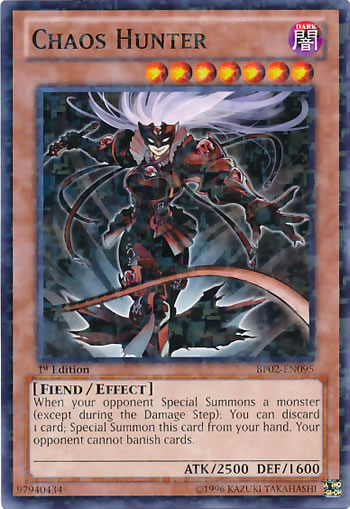 CHAOS HUNTER
DARK
闇
1st Edition
BP02-EN095
[FIEND / EFFECT]
When your opponent Special Summons a monster
(except during the Damage Step): You can discard
1 card; Special Summon this card from your hand. Your
opponent cannot banish cards.
ATK/2500 DEF/1600
97940434
©1996 KAZUKI TAKAHASHI